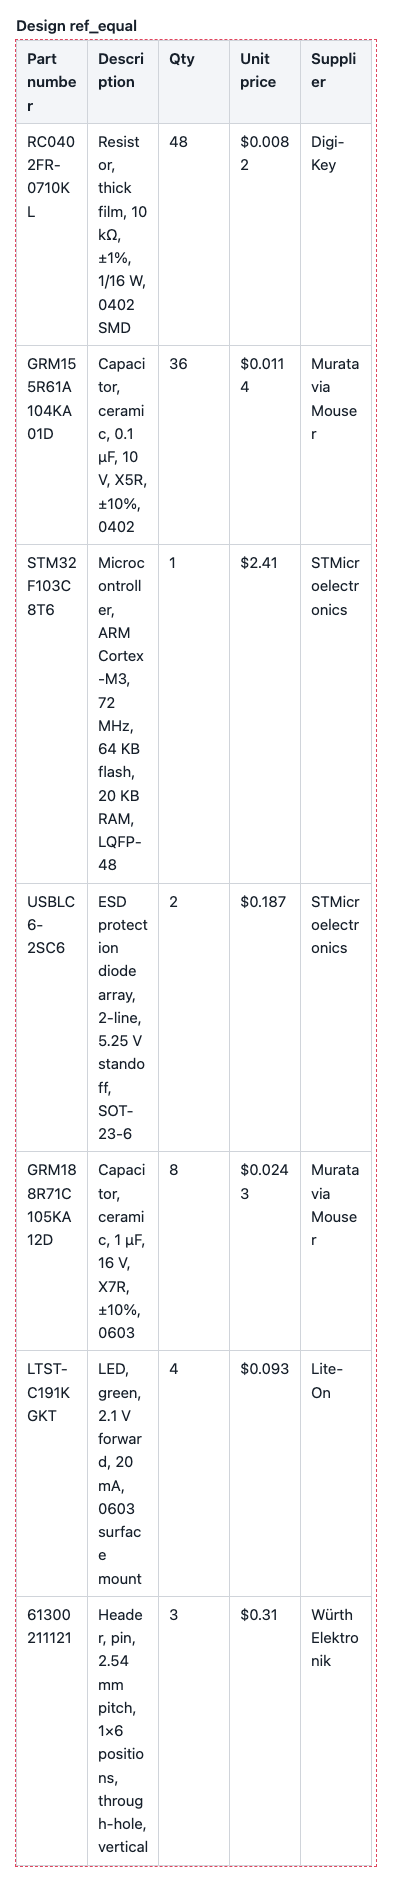 Design ref_equal
Part
numbe
r
Descri
ption
Qty
Unit
price
Suppli
er
RC040
2FR-
0710K
L
Resist
or,
thick
film, 10
kΩ,
±1%,
1/16 W,
0402
SMD
48
$0.008
2
Digi-
Key
GRM15
5R61A
104KA
01D
Capaci
tor,
cerami
c, 0.1
µF, 10
V, X5R,
±10%,
0402
36
$0.011
4
Murata
via
Mouse
r
STM32
F103C
8T6
Microc
ontroll
er,
ARM
Cortex
-M3,
72
MHz,
64 KB
flash,
20 KB
RAM,
LQFP-
48
1
$2.41
STMicr
oelectr
onics
USBLC
6-
2SC6
ESD
protect
ion
diode
array,
2-line,
5.25 V
stando
ff,
SOT-
23-6
2
$0.187
STMicr
oelectr
onics
GRM18
8R71C
105KA
12D
Capaci
tor,
cerami
c, 1 µF,
16 V,
X7R,
±10%,
0603
8
$0.024
3
Murata
via
Mouse
r
LTST-
C191K
GKT
LED,
green,
2.1 V
forwar
d, 20
mA,
0603
surfac
e
mount
4
$0.093
Lite-
On
61300
211121
Heade
r, pin,
2.54
mm
pitch,
1×6
positio
ns,
throug
h-hole,
vertical
3
$0.31
Würth
Elektro
nik